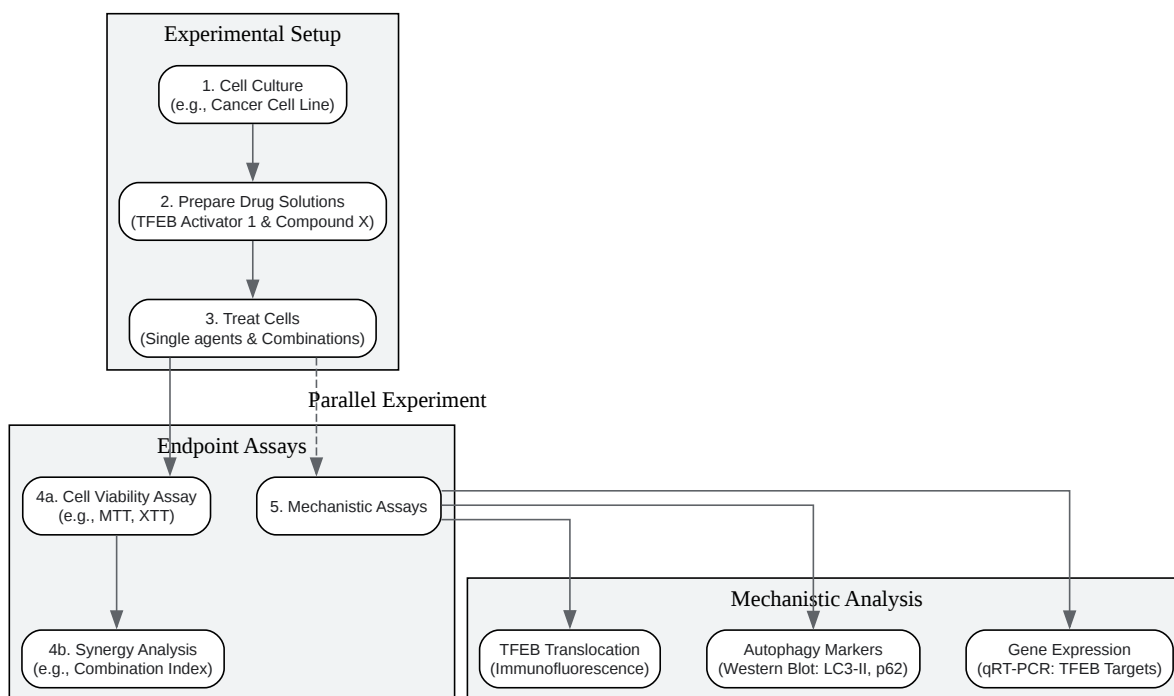 Experimental Setup
1. Cell Culture
(e.g., Cancer Cell Line)
2. Prepare Drug Solutions
(TFEB Activator 1 & Compound X)
3. Treat Cells
(Single agents & Combinations)
Parallel Experiment
Endpoint Assays
4a. Cell Viability Assay
(e.g., MTT, XTT)
5. Mechanistic Assays
Mechanistic Analysis
4b. Synergy Analysis
(e.g., Combination Index)
TFEB Translocation
(Immunofluorescence)
Autophagy Markers
(Western Blot: LC3-II, p62)
Gene Expression
(qRT-PCR: TFEB Targets)